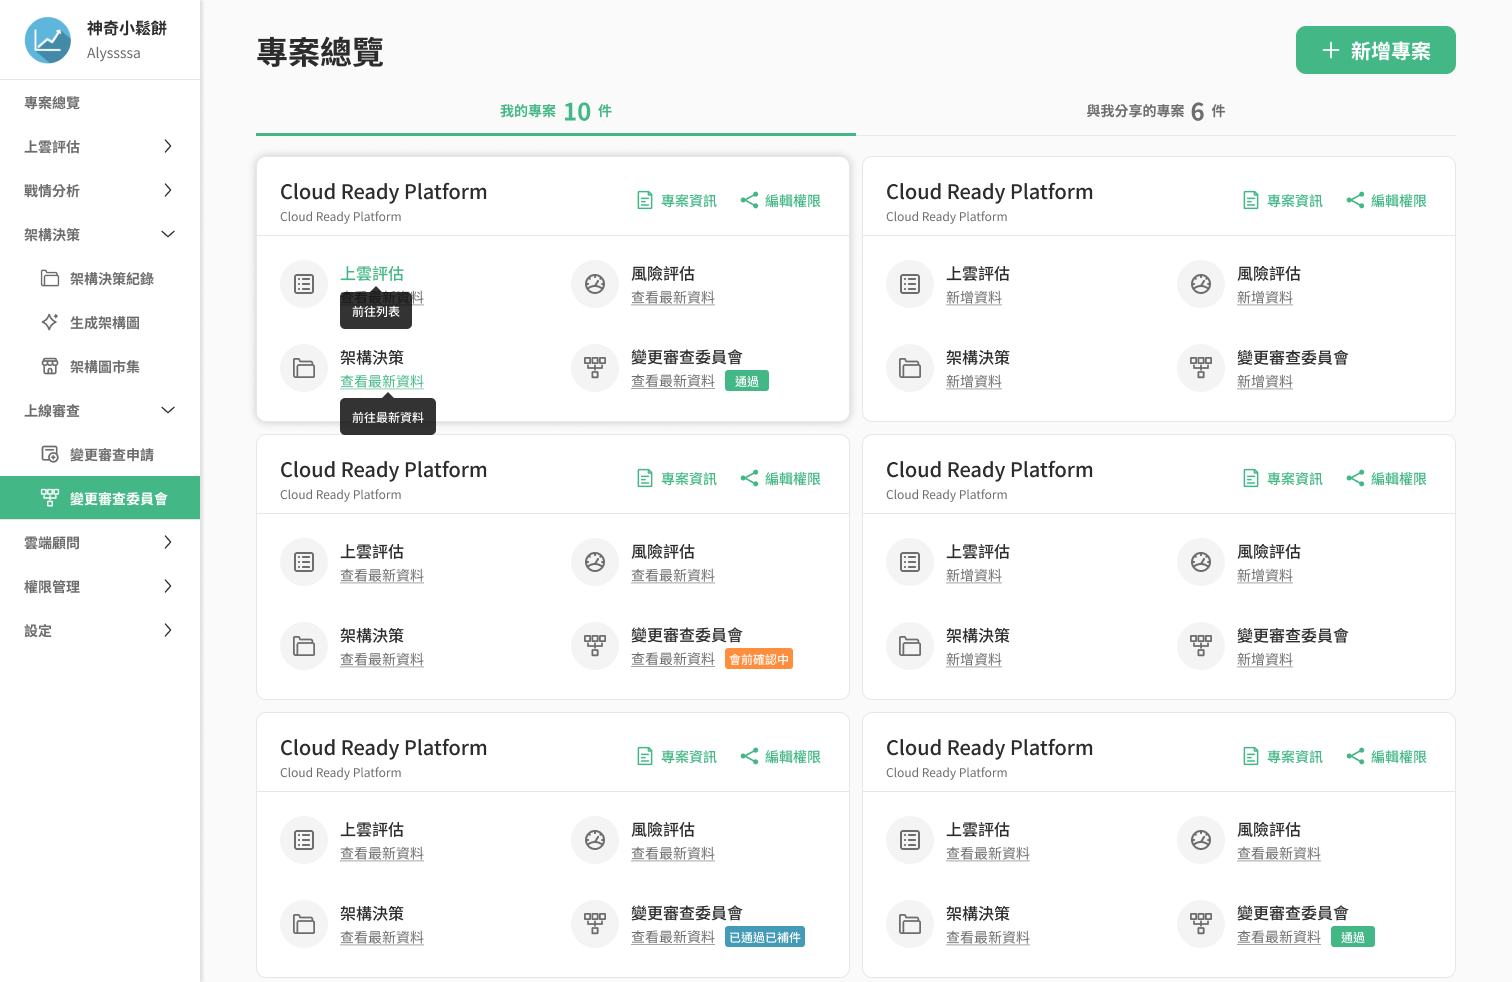 神奇小鬆餅
Alyssssa
專案總覽
上雲評估
戰情分析
架構決策
架構決策紀錄
生成架構圖
架構圖市集
上線審查
變更審查申請
變更審查委員會
雲端顧問
權限管理
設定
專案總覽
新增專案
我的專案 10 件
與我分享的專案 6 件
Cloud Ready Platform
Cloud Ready Platform
專案資訊
編輯權限
上雲評估
查看最新資料
前往列表
風險評估
查看最新資料
架構決策
查看最新資料
前往最新資料
變更審查委員會
查看最新資料 通過
Cloud Ready Platform
Cloud Ready Platform
專案資訊
編輯權限
上雲評估
新增資料
風險評估
新增資料
架構決策
新增資料
變更審查委員會
新增資料
Cloud Ready Platform
Cloud Ready Platform
專案資訊
編輯權限
上雲評估
查看最新資料
風險評估
查看最新資料
架構決策
查看最新資料
變更審查委員會
查看最新資料 會前確認中
Cloud Ready Platform
Cloud Ready Platform
專案資訊
編輯權限
上雲評估
新增資料
風險評估
新增資料
架構決策
新增資料
變更審查委員會
新增資料
Cloud Ready Platform
Cloud Ready Platform
專案資訊
編輯權限
上雲評估
查看最新資料
風險評估
查看最新資料
架構決策
查看最新資料
變更審查委員會
查看最新資料 已通過已補件
Cloud Ready Platform
Cloud Ready Platform
專案資訊
編輯權限
上雲評估
查看最新資料
風險評估
查看最新資料
架構決策
查看最新資料
變更審查委員會
查看最新資料 通過